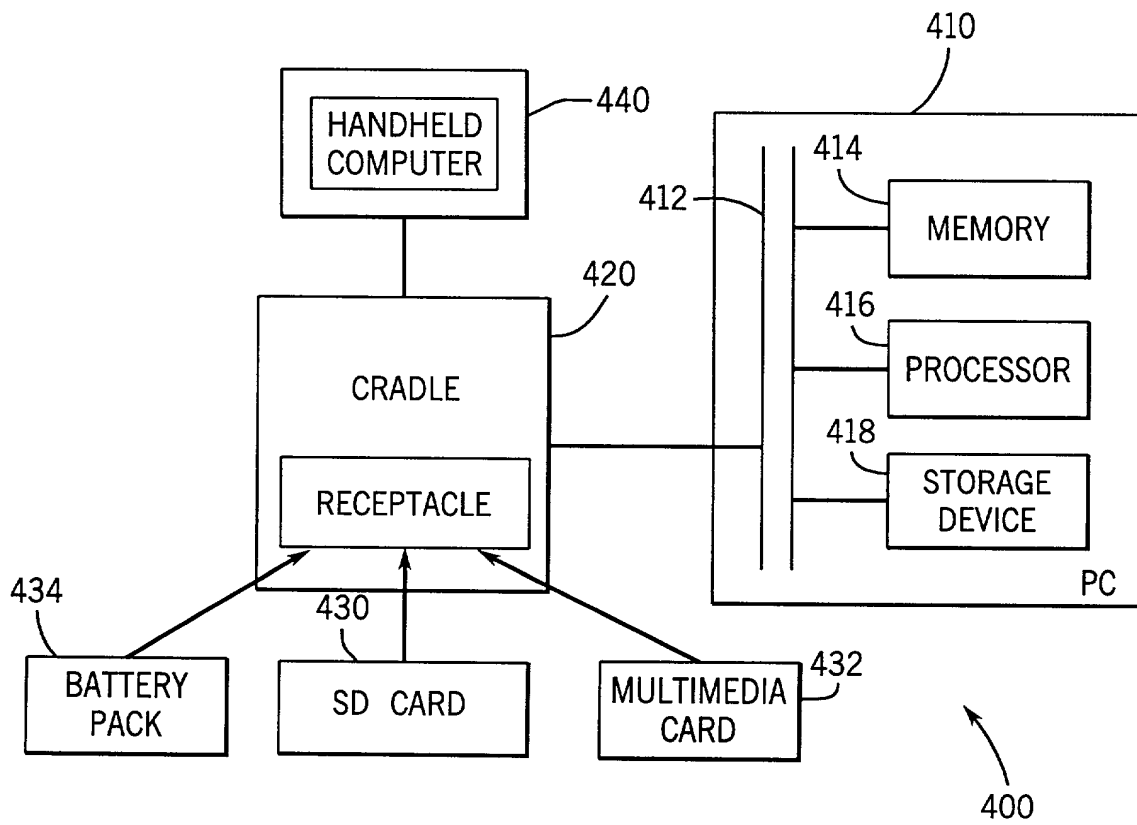 410
440
HANDHELD
COMPUTER
414
412
MEMORY
420
416
CRADLE
PROCESSOR
418
RECEPTACLE
STORAGE
DEVICE
PC
434
430
432
BATTERY
PACK
SD CARD
MULTIMEDIA
CARD
400